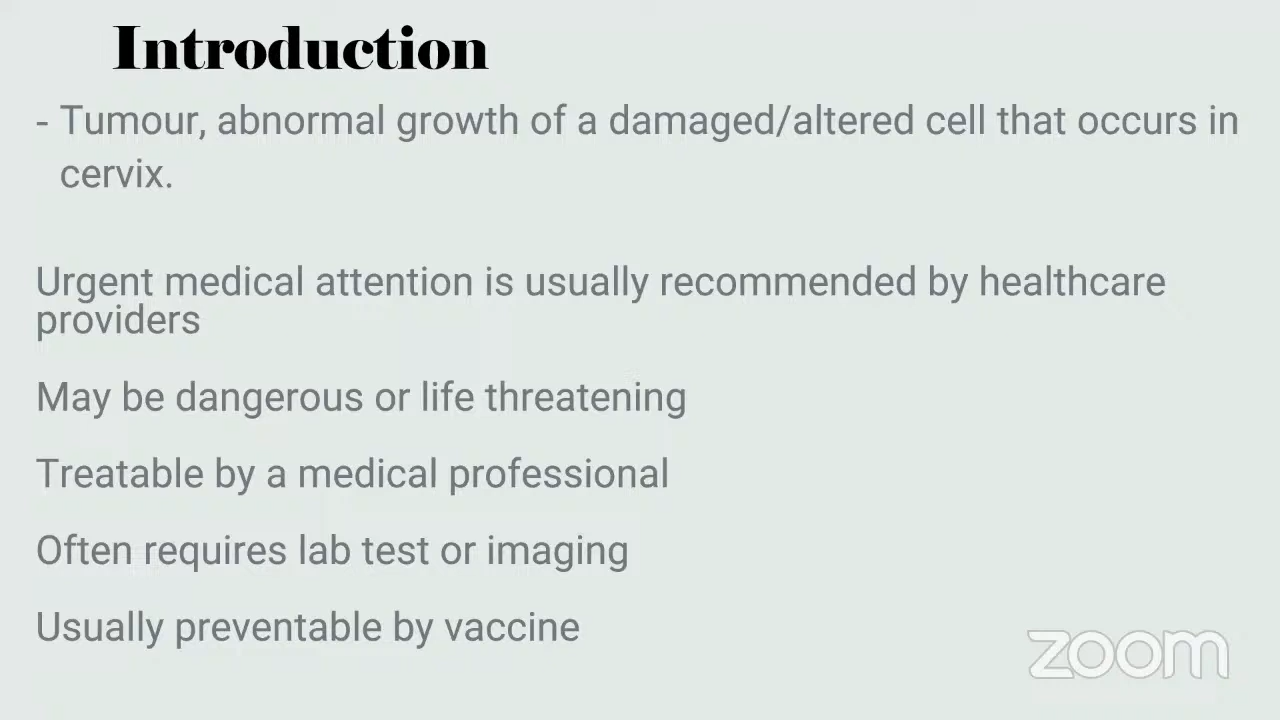 Introduction
- Tumour, abnormal growth of a damaged/altered cell that occurs in
cervix.
Urgent medical attention is usually recommended by healthcare
providers
May be dangerous or life threatening
Treatable by a medical professional
Often requires lab test or imaging
Usually preventable by vaccine
zoom